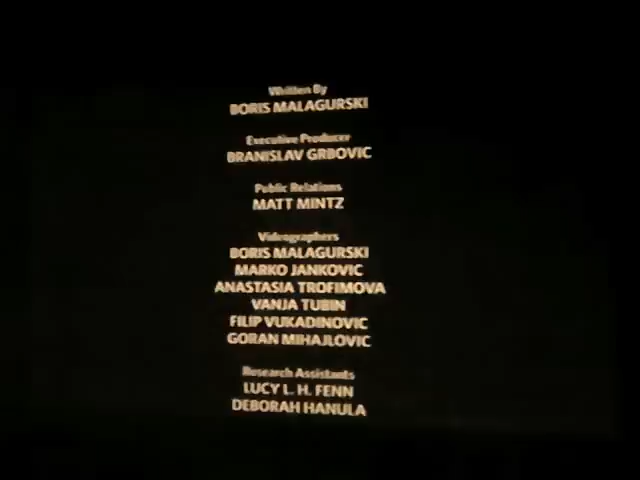 Written By
BORIS MALAGURSKI
Executive Producer
BRANISLAV GRBOVIC
Public Relations
MATT MINTZ
Videographers
BORIS MALAGURSKI
MARKO JANKOVIC
ANASTASIA TROFIMOVA
VANJA TUBIN
FILIP VUKADINOVIC
GORAN MIHAJLOVIC
Research Assistants
LUCY L. H. FENN
DEBORAH HANULA